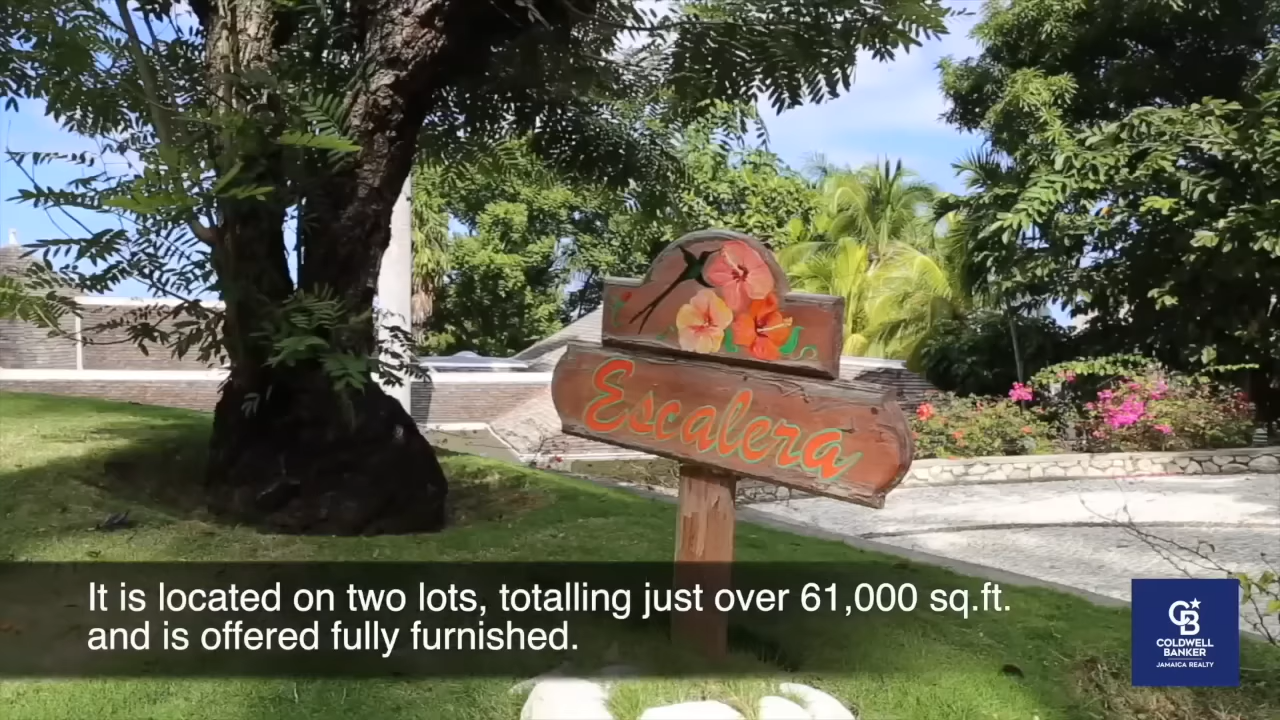 Escalera
It is located on two lots, totalling just over 61,000 sq.ft.
and is offered fully furnished.
CB
COLDWELL
BANKER
JAMAICA REALTY